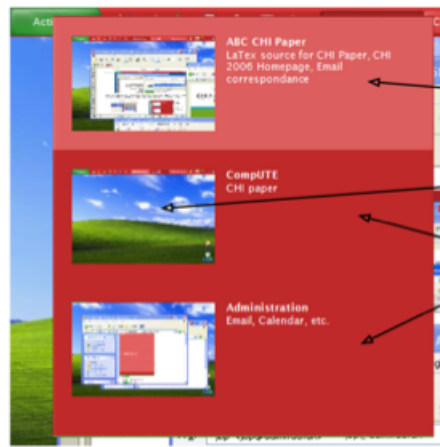 Acti
ABC CHI Paper
LaTex source for CHI Paper, CHI
2006 Homepage, Email
correspondance
CompUTE
CHI paper
Administration
Email, Calendar, etc.